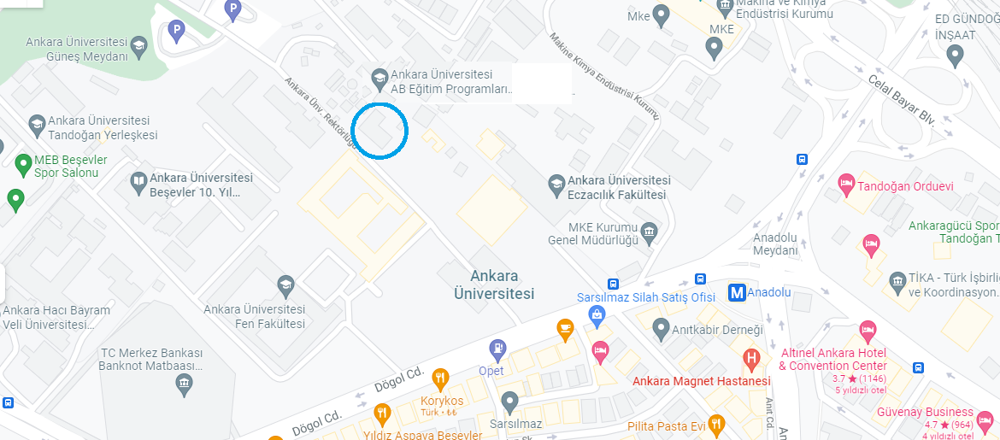 Makina ve Kimya
Endüstrisi Kurumu
Mke
MKE
ED GÜNDOĞ
İNŞAAT
P
P
Ankara Üniversitesi
Güneş Meydanı
Ankara Üniversitesi
AB Eğitim Programları...
Makine Kimya Endüstrisi Kurumu
Celal Bayar Blv.
Ankara Ünv. Rektörlüğü
Ankara Üniversitesi
Tandoğan Yerleşkesi
MEB Beşevler
Spor Salonu
Ankara Üniversitesi
Beşevler 10. Yıl...
Ankara Üniversitesi
Eczacılık Fakültesi
Tandoğan Orduevi
MKE Kurumu
Genel Müdürlüğü
Anadolu
Meydanı
Ankaragücü Spor
Tandoğan T
Ankara
Üniversitesi
TİKA - Türk İşbirliğ
ve Koordinasyon...
M Anadolu
Sarsılmaz Silah Satış Ofisi
Ankara Üniversitesi
Fen Fakültesi
Ankara Hacı Bayram
Veli Üniversitesi...
Anıtkabir Derneği
TC Merkez Bankası
Banknot Matbaası...
Opet
Altınel Ankara Hotel
& Convention Center
3.7 ★ (1146)
5 yıldızlı otel
H
Ankara Magnet Hastanesi
Dögol Cd.
Korykos
Türk • ₺₺
Dögol Cd.
Sarsılmaz
Anıt Cd.
An
Güvenay Business
4.7 ★ (964)
4 yıldızlı otel
Pilita Pasta Evi
Yıldız Aspava Beşevler
Sk.